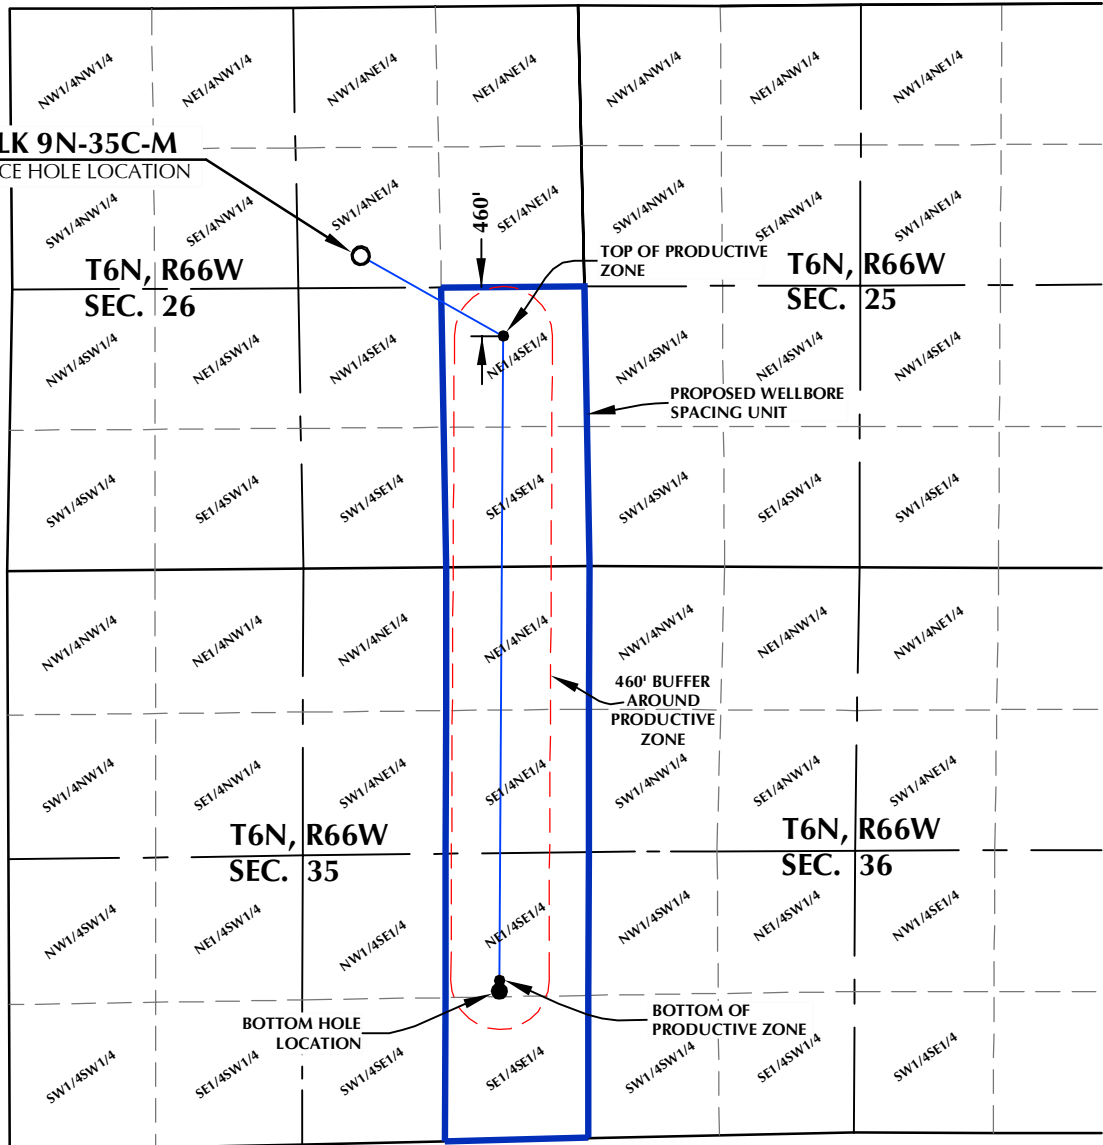 NW1/4NW1/4
NE1/4NW1/4
NW1/4NE1/4
NE1/4NE1/4
NW1/4NW1/4
NE1/4NW1/4
NW1/4NE1/4
LK 9N-35C-M
CE HOLE LOCATION
SW1/4NW1/4
SE1/4NW1/4
SW1/4NE1/4
460'
SE1/4NE1/4
SW1/4NW1/4
SE1/4NW1/4
SW1/4NE1/4
T6N, R66W
SEC. 26
TOP OF PRODUCTIVE
ZONE
T6N, R66W
SEC. 25
NW1/4SW1/4
NE1/4SW1/4
NW1/4SE1/4
NE1/4SE1/4
NW1/4SW1/4
NE1/4SW1/4
NW1/4SE1/4
PROPOSED WELLBORE
SPACING UNIT
SW1/4SW1/4
SE1/4SW1/4
SW1/4SE1/4
SE1/4SE1/4
SW1/4SW1/4
SE1/4SW1/4
SW1/4SE1/4
NW1/4NW1/4
NE1/4NW1/4
NW1/4NE1/4
NE1/4NE1/4
NW1/4NW1/4
NE1/4NW1/4
NW1/4NE1/4
460' BUFFER
AROUND
PRODUCTIVE
ZONE
SW1/4NW1/4
SE1/4NW1/4
SW1/4NE1/4
SE1/4NE1/4
SW1/4NW1/4
SE1/4NW1/4
SW1/4NE1/4
T6N, R66W
SEC. 35
T6N, R66W
SEC. 36
NW1/4SW1/4
NE1/4SW1/4
NW1/4SE1/4
NE1/4SE1/4
NW1/4SW1/4
NE1/4SW1/4
NW1/4SE1/4
BOTTOM HOLE
LOCATION
BOTTOM OF
PRODUCTIVE ZONE
SW1/4SW1/4
SE1/4SW1/4
SW1/4SE1/4
SE1/4SE1/4
SW1/4SW1/4
SE1/4SW1/4
SW1/4SE1/4